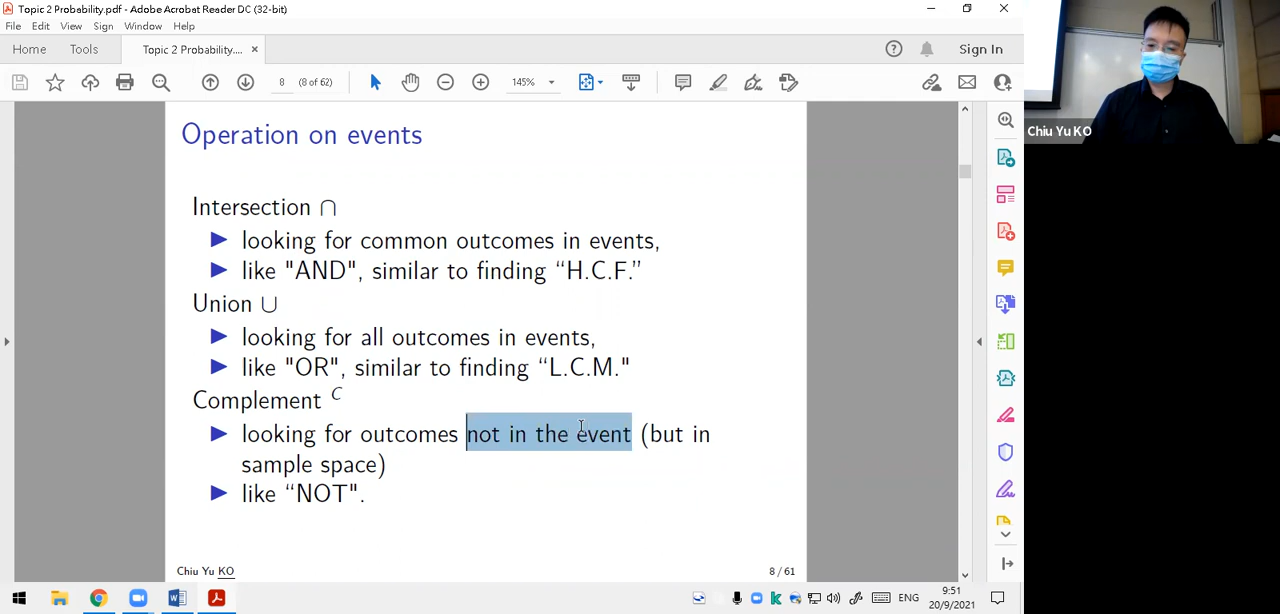 Topic 2 Probability.pdf - Adobe Acrobat Reader DC (32-bit)
File Edit View Sign Window Help
Home Tools Topic 2 Probability.... × Sign In
8 (8 of 62) 145%
Operation on events
Intersection ∩
looking for common outcomes in events,
like "AND", similar to finding “H.C.F.”
Union ∪
looking for all outcomes in events,
like "OR", similar to finding “L.C.M."
Complement C
looking for outcomes not in the event (but in
sample space)
like “NOT".
Chiu Yu KO 8 / 61
Chiu Yu KO
ENG
9:51
20/9/2021